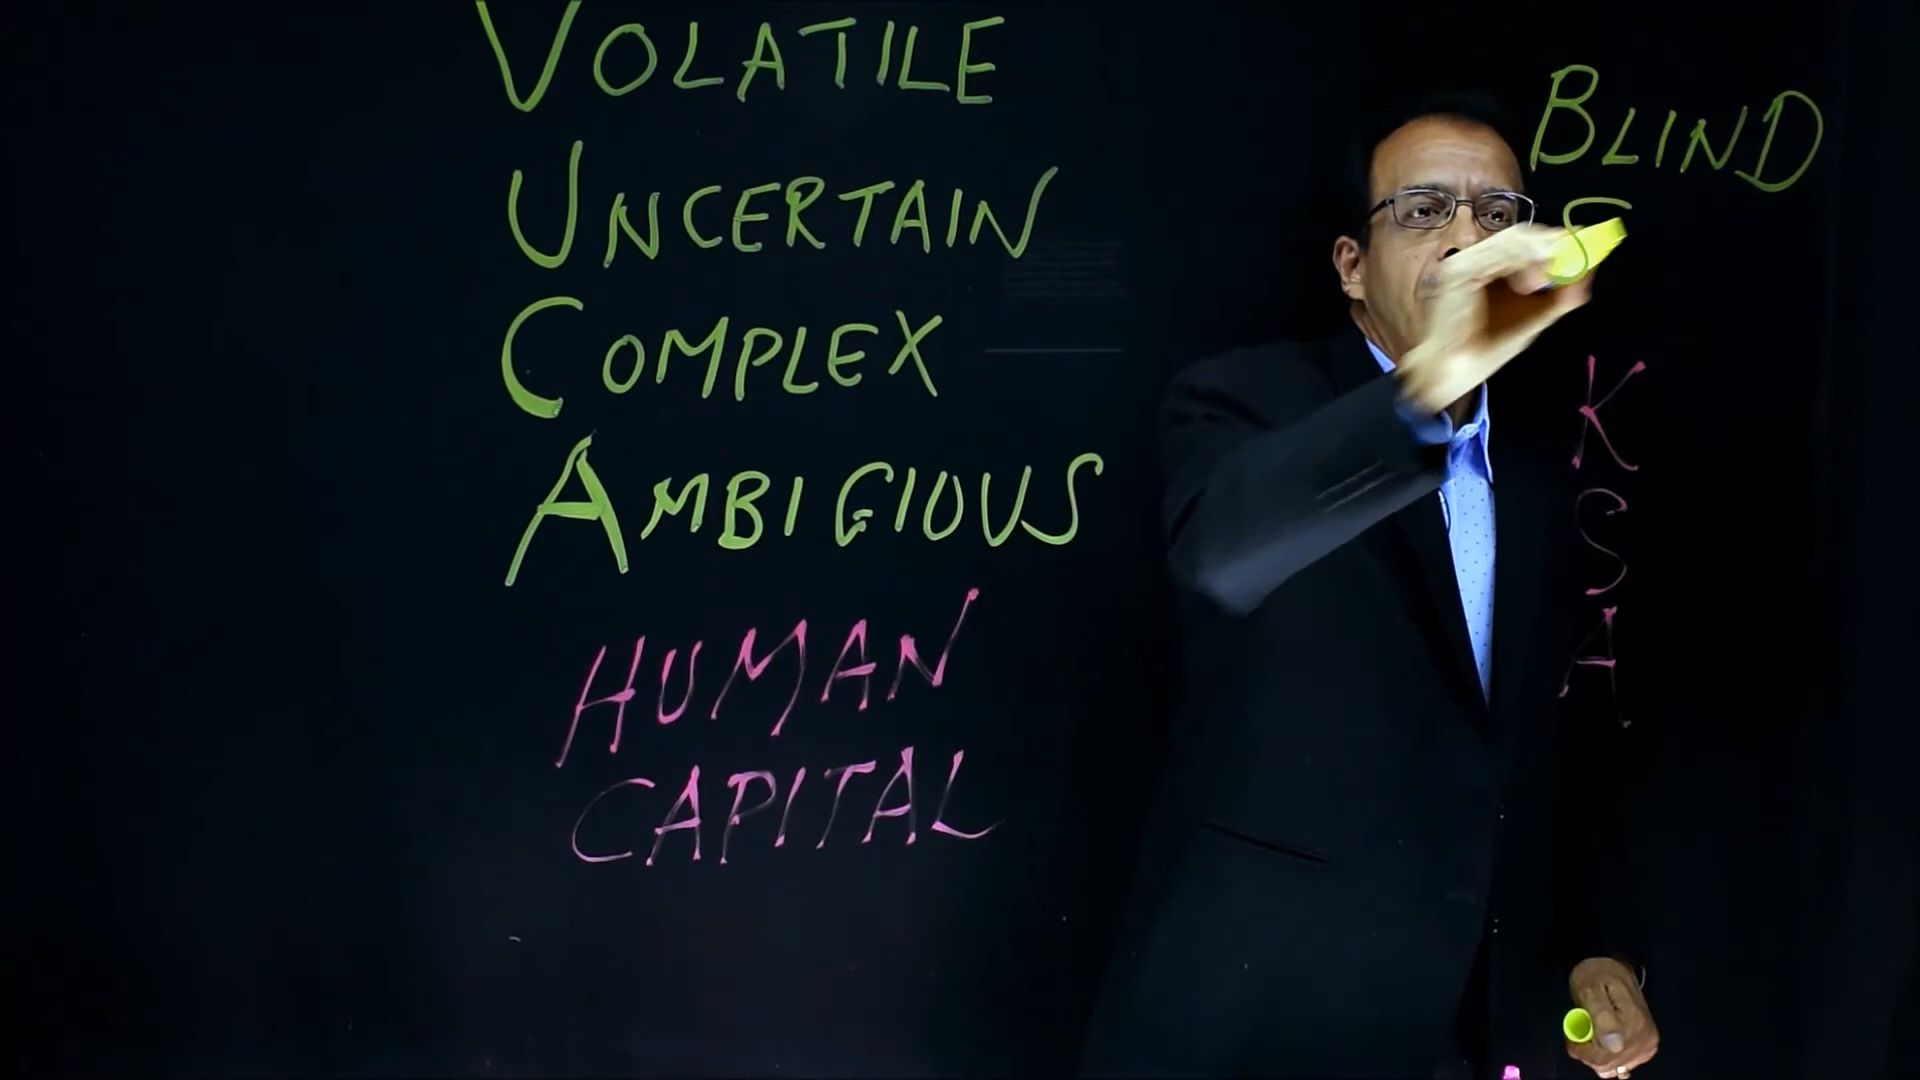 VOLATILE
UNCERTAIN
COMPLEX
AMBIGIOUS
HUMAN
CAPITAL
BLIND
S
K
S
A